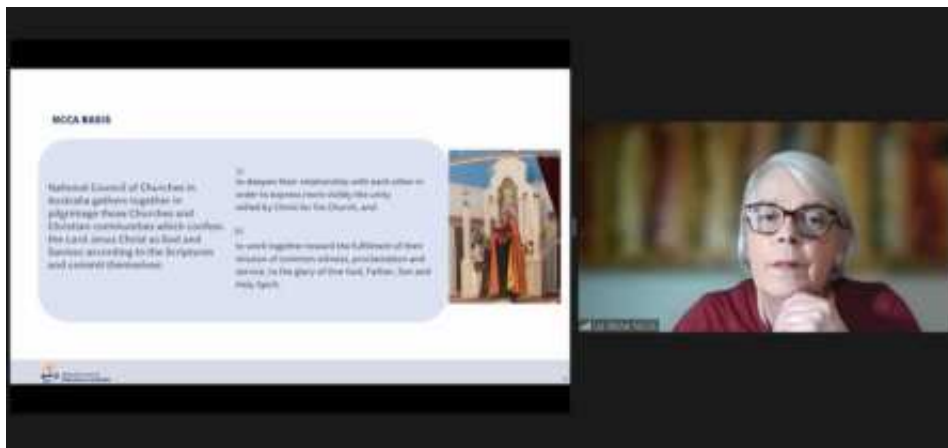 NCCA BASIS
National Council of Churches in
Australia gathers together in
pilgrimage those Churches and
Christian communities which confess
the Lord Jesus Christ as God and
Saviour according to the Scriptures
and commit themselves
to deepen their relationship with each other in
order to express more visibly the unity
willed by Christ for his Church, and
to work together toward the fulfilment of their
mission of common witness, proclamation and
service, to the glory of One God, Father, Son and
Holy Spirit.